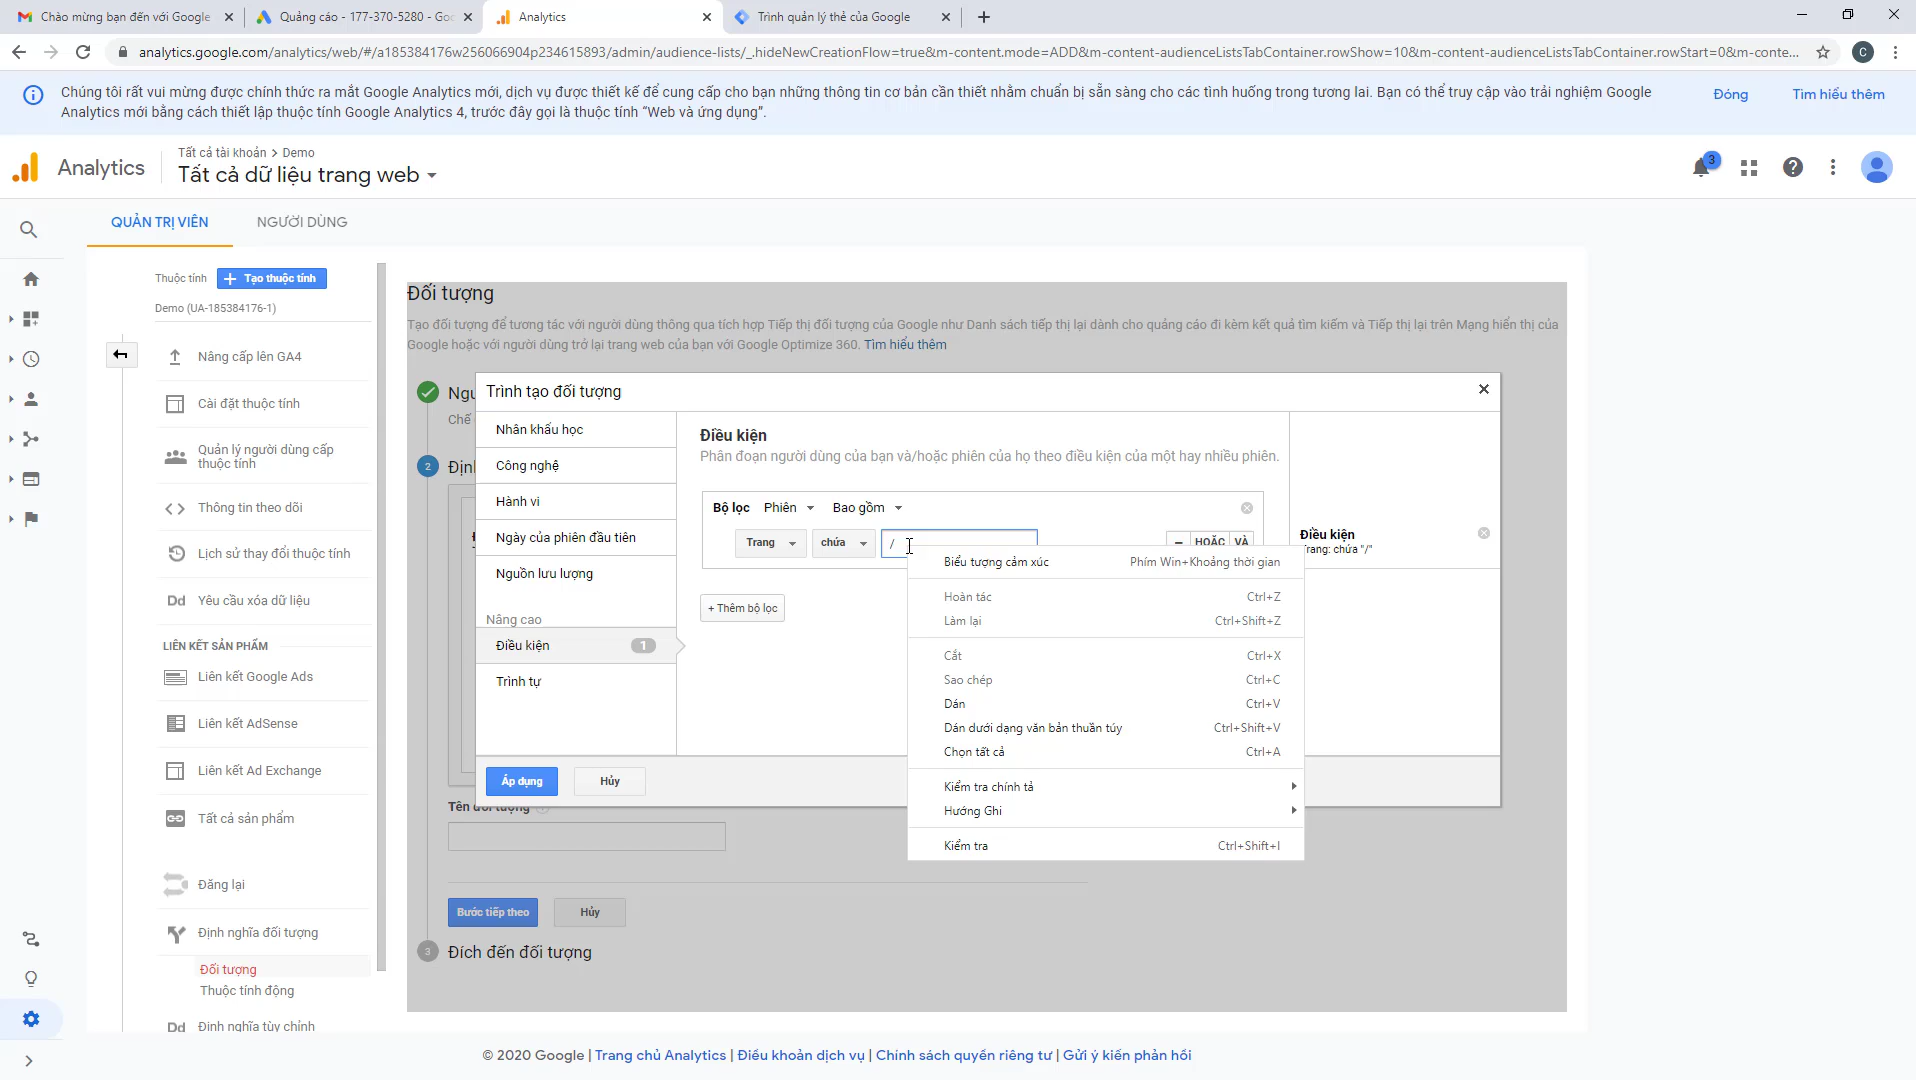 Chào mừng bạn đến với Google
Quảng cáo - 177-370-5280 - Goo
Analytics
Trình quản lý thẻ của Google
analytics.google.com/analytics/web/#/a185384176w256066904p234615893/admin/audience-lists/_.hideNewCreationFlow=true&m-content.mode=ADD&m-content-audienceListsTabContainer.rowShow=10&m-content-audienceListsTabContainer.rowStart=0&m-conte...
C
Chúng tôi rất vui mừng được chính thức ra mắt Google Analytics mới, dịch vụ được thiết kế để cung cấp cho bạn những thông tin cơ bản cần thiết nhằm chuẩn bị sẵn sàng cho các tình huống trong tương lai. Bạn có thể truy cập vào trải nghiệm Google
Analytics mới bằng cách thiết lập thuộc tính Google Analytics 4, trước đây gọi là thuộc tính “Web và ứng dụng”.
Đóng
Tìm hiểu thêm
Analytics
Tất cả tài khoản > Demo
Tất cả dữ liệu trang web
3
QUẢN TRỊ VIÊN
NGƯỜI DÙNG
Thuộc tính
+ Tạo thuộc tính
Demo (UA-185384176-1)
Nâng cấp lên GA4
Cài đặt thuộc tính
Quản lý người dùng cấp
thuộc tính
Thông tin theo dõi
Lịch sử thay đổi thuộc tính
Dd Yêu cầu xóa dữ liệu
LIÊN KẾT SẢN PHẨM
Liên kết Google Ads
Liên kết AdSense
Liên kết Ad Exchange
Tất cả sản phẩm
Đăng lại
Định nghĩa đối tượng
Đối tượng
Thuộc tính động
Dd Định nghĩa tùy chỉnh
Đối tượng
Tạo đối tượng để tương tác với người dùng thông qua tích hợp Tiếp thị đối tượng của Google như Danh sách tiếp thị lại dành cho quảng cáo đi kèm kết quả tìm kiếm và Tiếp thị lại trên Mạng hiển thị của
Google hoặc với người dùng trở lại trang web của bạn với Google Optimize 360. Tìm hiểu thêm
Chế
2
Trình tạo đối tượng
Nhân khẩu học
Công nghệ
Hành vi
Ngày của phiên đầu tiên
Nguồn lưu lượng
Nâng cao
Điều kiện 1
Trình tự
Điều kiện
Phân đoạn người dùng của bạn và/hoặc phiên của họ theo điều kiện của một hay nhiều phiên.
Bộ lọc Phiên Bao gồm
Trang chứa /
– HOẶC VÀ
+ Thêm bộ lọc
Điều kiện
Trang: chứa "/"
Biểu tượng cảm xúc Phím Win+Khoảng thời gian
Hoàn tác Ctrl+Z
Làm lại Ctrl+Shift+Z
Cắt Ctrl+X
Sao chép Ctrl+C
Dán Ctrl+V
Dán dưới dạng văn bản thuần túy Ctrl+Shift+V
Chọn tất cả Ctrl+A
Kiểm tra chính tả
Hướng Ghi
Kiểm tra Ctrl+Shift+I
Áp dụng
Hủy
Tên đối tượng
Bước tiếp theo
Hủy
3 Đích đến đối tượng
© 2020 Google | Trang chủ Analytics | Điều khoản dịch vụ | Chính sách quyền riêng tư | Gửi ý kiến phản hồi